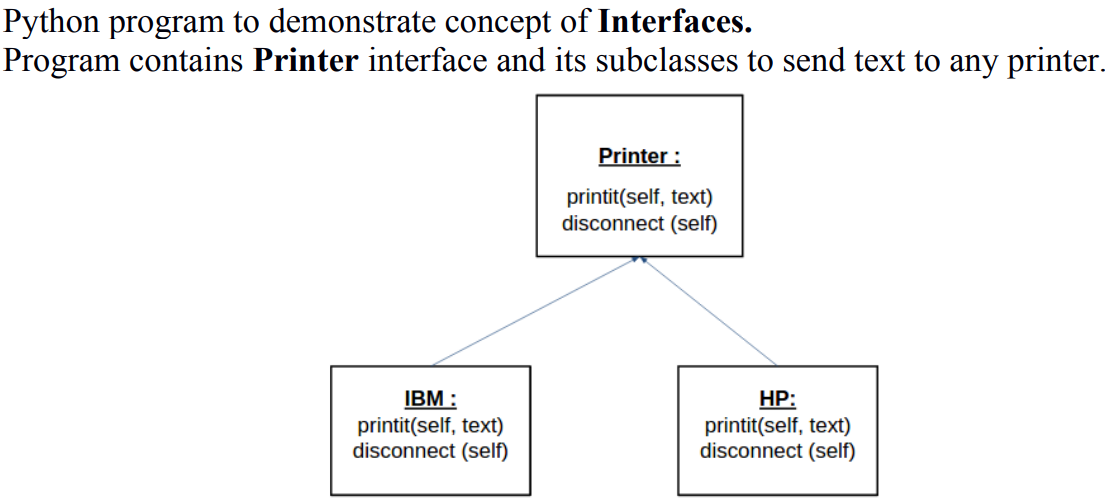 Python program to demonstrate concept of Interfaces.
Program contains Printer interface and its subclasses to send text to any printer.
Printer :
printit(self, text)
disconnect (self)
IBM :
printit(self, text)
disconnect (self)
HP:
printit(self, text)
disconnect (self)